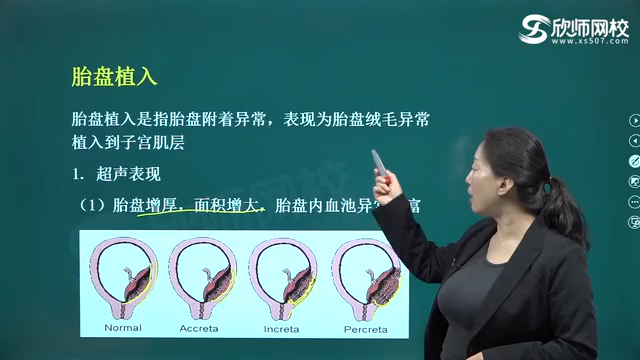 欣师网校
www.xs507.com
胎盘植入
胎盘植入是指胎盘附着异常，表现为胎盘绒毛异常
植入到子宫肌层
1. 超声表现
（1）胎盘增厚，面积增大，胎盘内血池异 富
Normal Accreta Increta Percreta